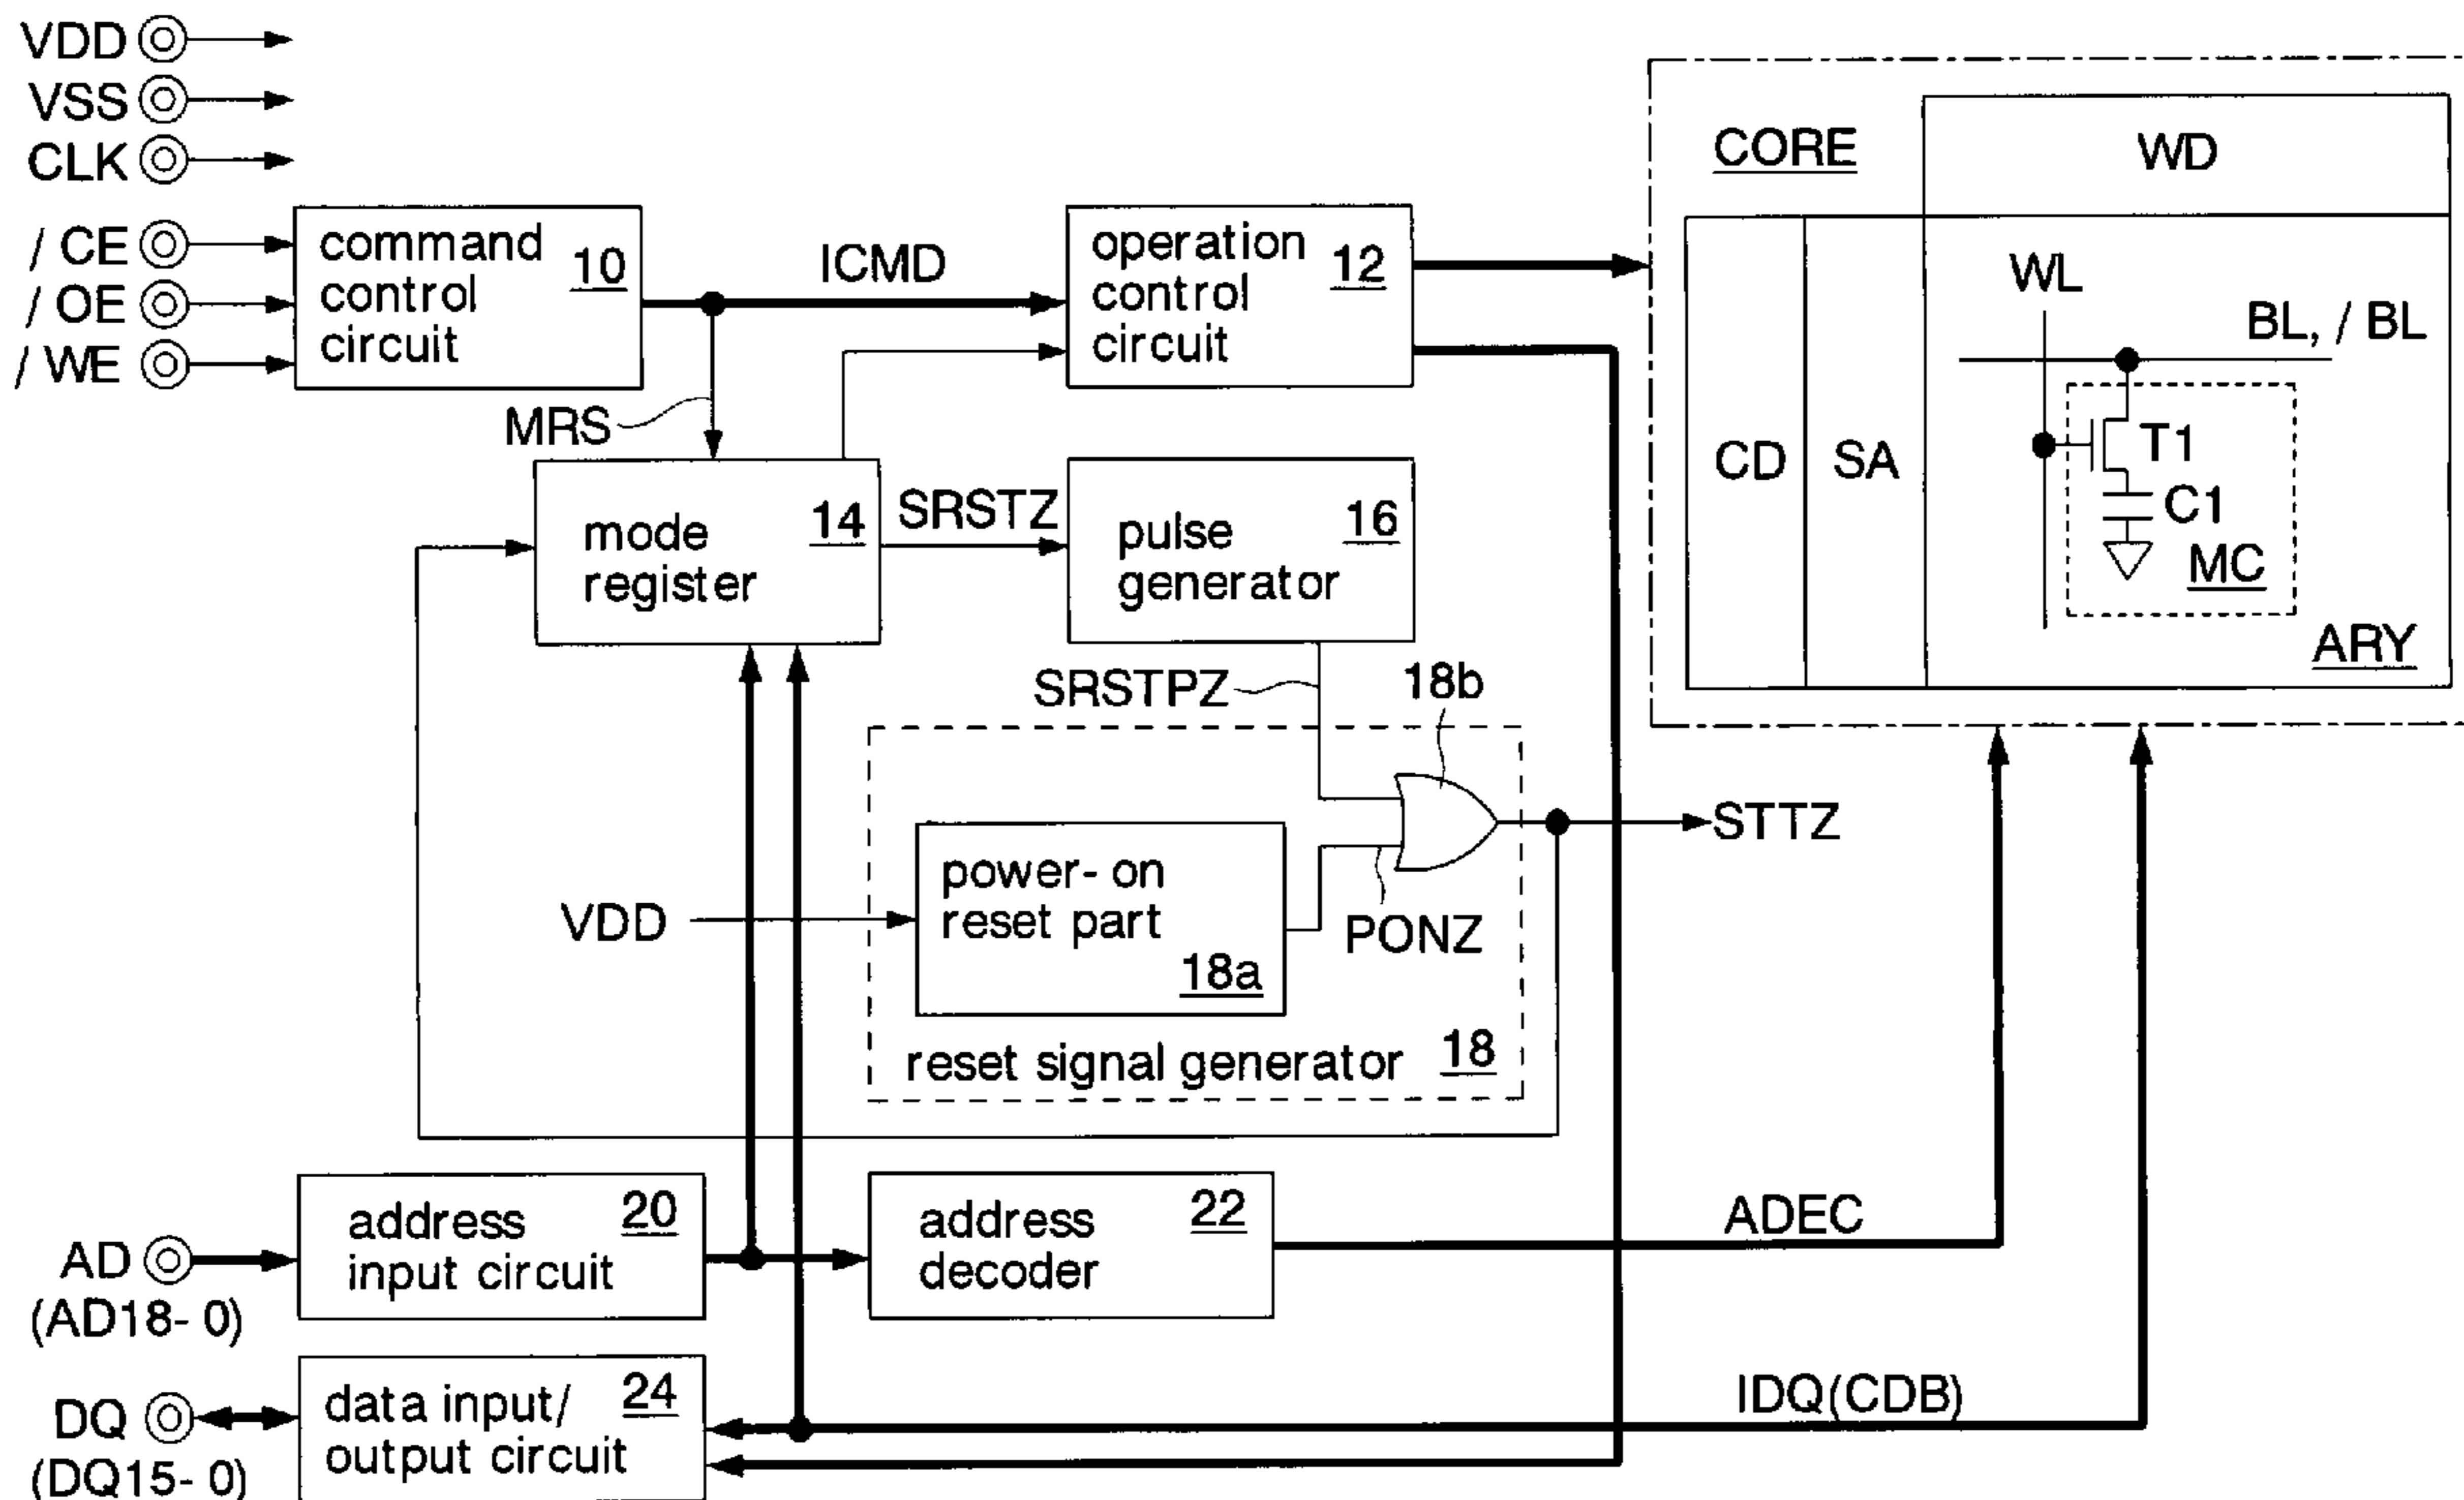 VDD
VSS
CLK
/ CE
/ OE
/ WE
command
control
circuit
10
ICMD
MRS
operation
control
circuit
12
CORE
WD
WL
BL, / BL
CD
SA
T1
C1
MC
ARY
mode
register
14
SRSTZ
pulse
generator
16
SRSTPZ
18b
STTZ
VDD
power- on
reset part
18a
PONZ
reset signal generator
18
AD
(AD18- 0)
address
input circuit
20
address
decoder
22
ADEC
DQ
(DQ15- 0)
data input/
output circuit
24
IDQ(CDB)